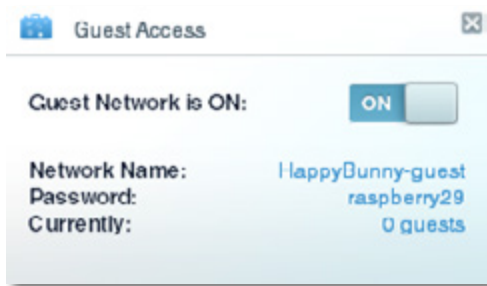 Guest Access
Guest Network is ON:
ON
Network Name: HappyBunny-guest
Password: raspberry29
Currently: 0 guests